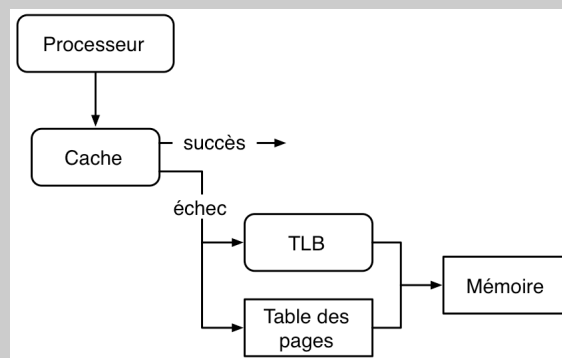 Processeur
Cache
succès
échec
TLB
Table des
pages
Mémoire